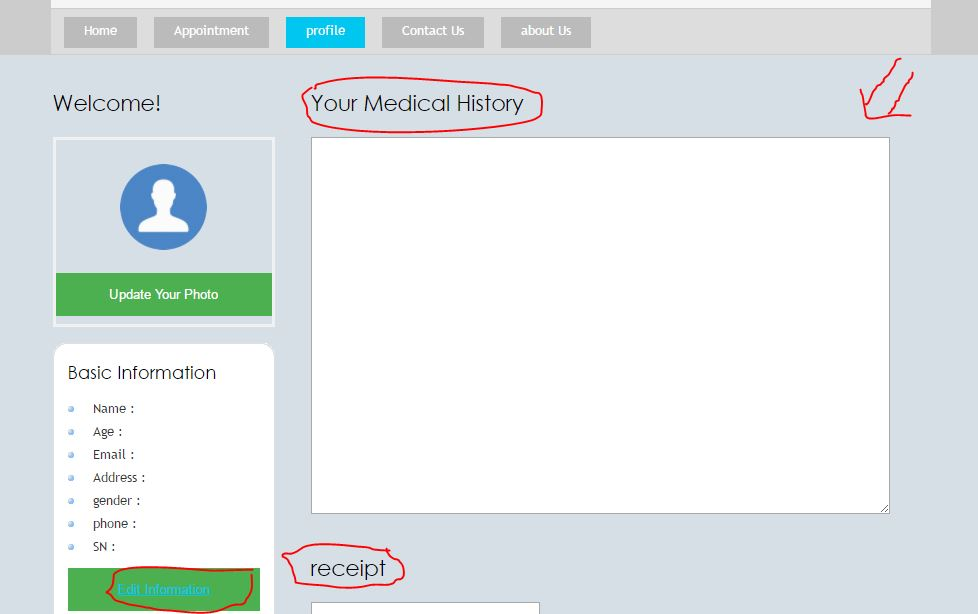 Home Appointment profile Contact Us about Us
Welcome!
Your Medical History
Update Your Photo
Basic Information
Name :
Age :
Email :
Address :
gender :
phone :
SN :
Edit Information
receipt